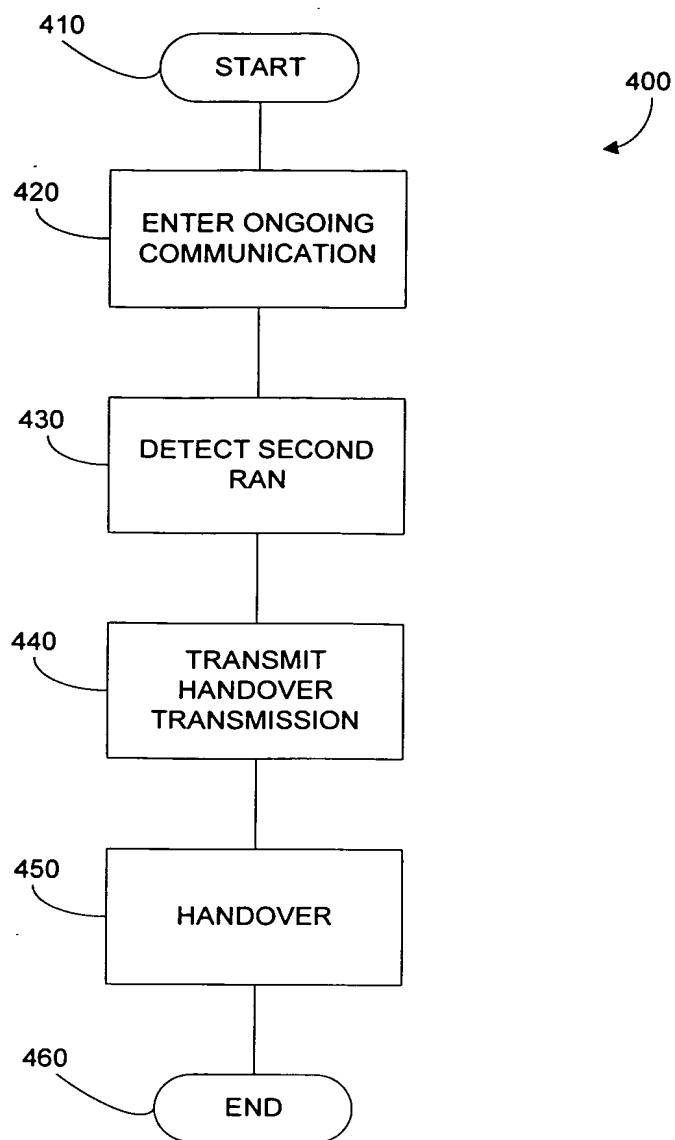 410
START
400
420
ENTER ONGOING
COMMUNICATION
430
DETECT SECOND
RAN
440
TRANSMIT
HANDOVER
TRANSMISSION
450
HANDOVER
460
END